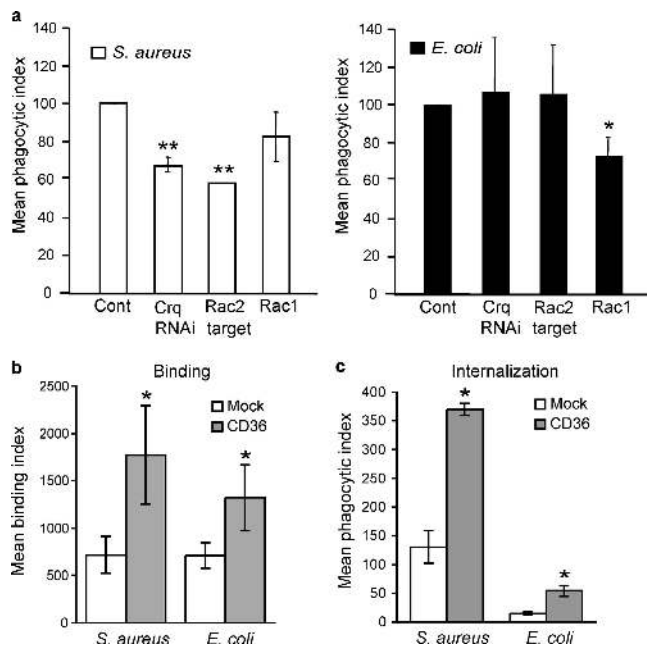 a
S. aureus
Mean phagocytic index
140
120
100
80
60
40
20
0
**
**
Cont Crq Rac2 Rac1
RNAi target
E. coli
Mean phagocytic index
140
120
100
80
60
40
20
0
*
Cont Crq Rac2 Rac1
RNAi target
b
Binding
Mean binding index
2500
2000
1500
1000
500
0
Mock
CD36
*
*
S. aureus E. coli
c
Internalization
Mean phagocytic index
400
350
300
250
200
150
100
50
0
Mock
CD36
*
*
S. aureus E. coli